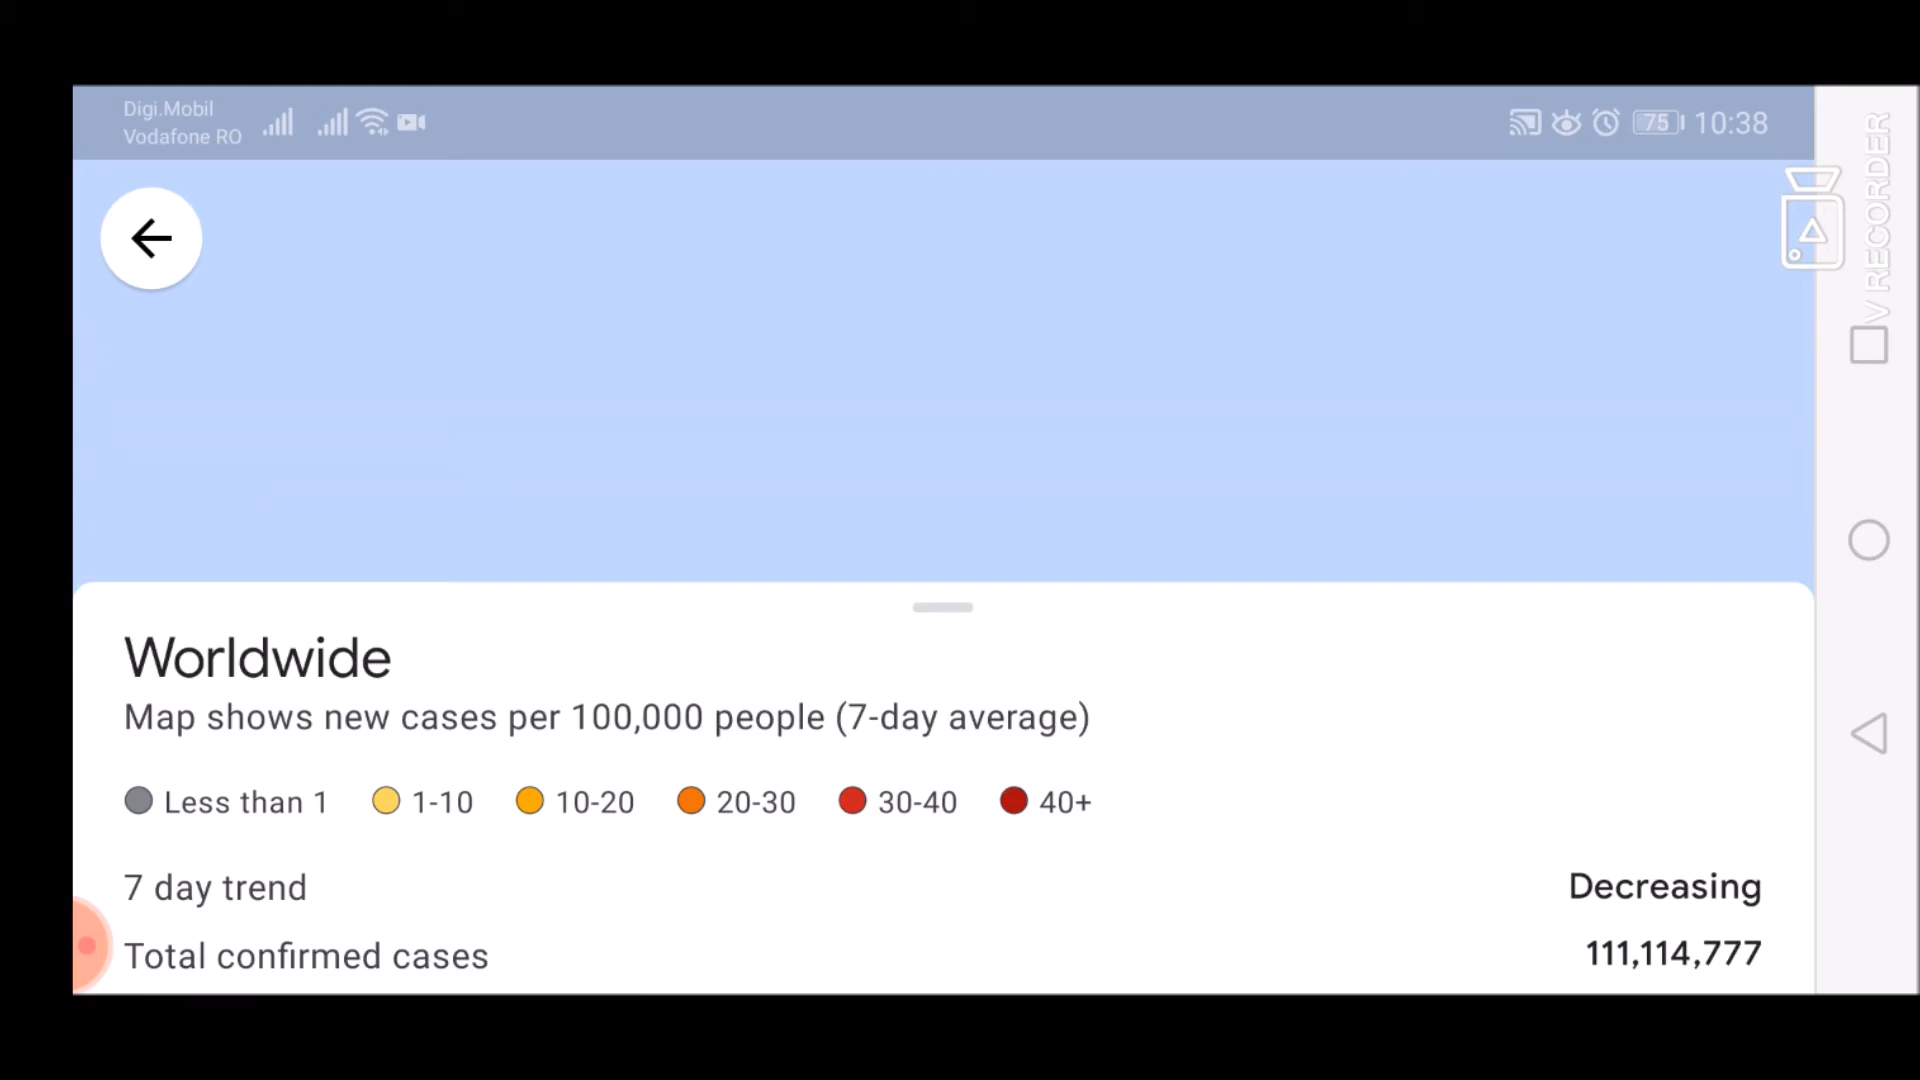 Digi.Mobil
Vodafone RO
75 10:38
V RECORDER
Worldwide
Map shows new cases per 100,000 people (7-day average)
Less than 1 1-10 10-20 20-30 30-40 40+
7 day trend Decreasing
Total confirmed cases 111,114,777